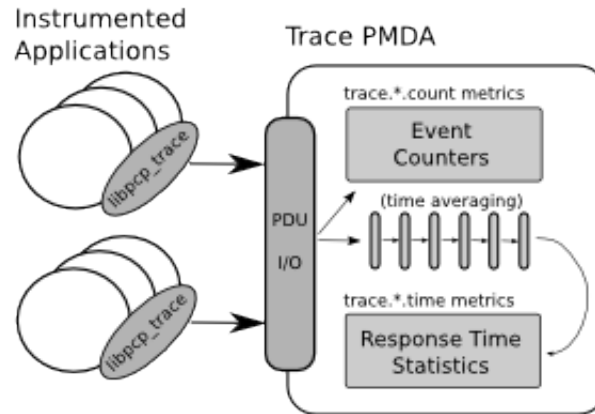 Instrumented
Applications
libpcp_trace
libpcp_trace
Trace PMDA
PDU
I/O
trace.*.count metrics
Event
Counters
(time averaging)
trace.*.time metrics
Response Time
Statistics